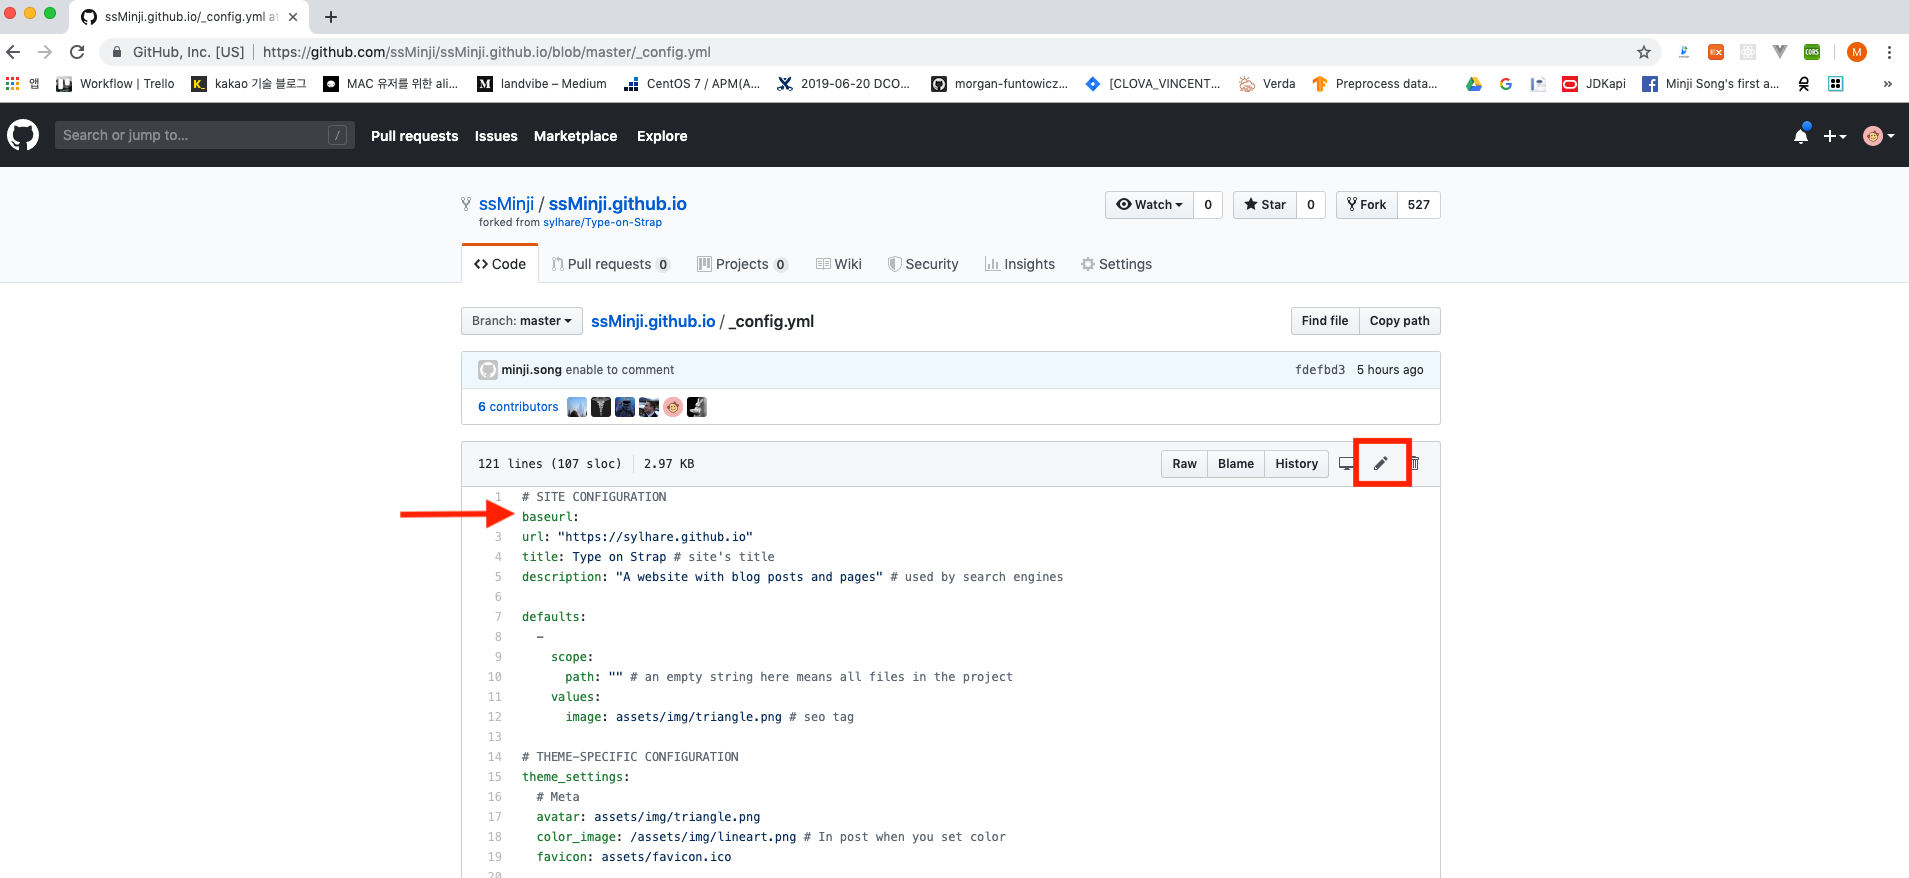 ssMinji.github.io/_config.yml at
GitHub, Inc. [US] https://github.com/ssMinji/ssMinji.github.io/blob/master/_config.yml
M
앱 Workflow | Trello kakao 기술 블로그 MAC 유저를 위한 ali... landvibe – Medium CentOS 7 / APM(A... 2019-06-20 DCO... morgan-funtowicz... [CLOVA_VINCENT... Verda Preprocess data... JDKapi Minji Song's first a... »
Search or jump to... / Pull requests Issues Marketplace Explore
ssMinji / ssMinji.github.io
Watch 0 Star 0 Fork 527
forked from sylhare/Type-on-Strap
Code Pull requests 0 Projects 0 Wiki Security Insights Settings
Branch: master ssMinji.github.io / _config.yml Find file Copy path
minji.song enable to comment fdefbd3 5 hours ago
6 contributors
121 lines (107 sloc) 2.97 KB Raw Blame History
1 # SITE CONFIGURATION
baseurl:
3 url: "https://sylhare.github.io"
4 title: Type on Strap # site's title
5 description: "A website with blog posts and pages" # used by search engines
6
7 defaults:
8 -
9 scope:
10 path: "" # an empty string here means all files in the project
11 values:
12 image: assets/img/triangle.png # seo tag
13
14 # THEME-SPECIFIC CONFIGURATION
15 theme_settings:
16 # Meta
17 avatar: assets/img/triangle.png
18 color_image: /assets/img/lineart.png # In post when you set color
19 favicon: assets/favicon.ico
20